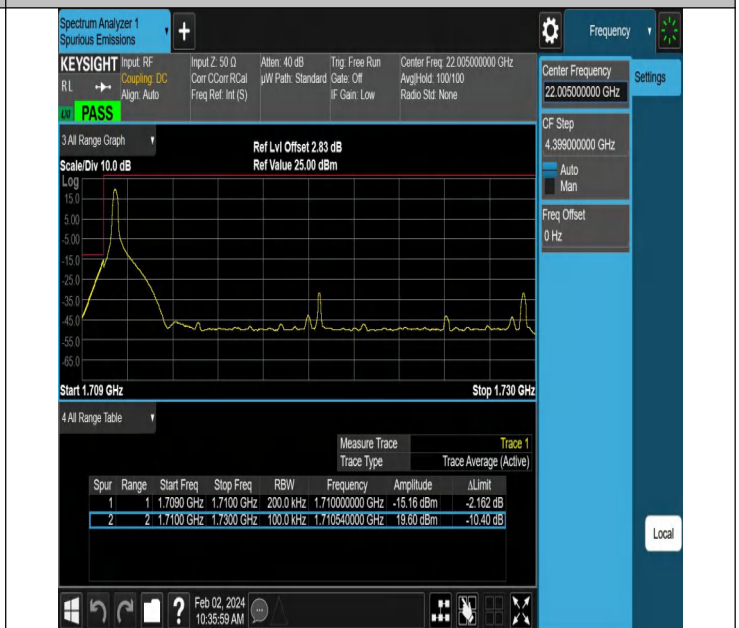 Spectrum Analyzer 1
Spurious Emissions
+
Frequency
KEYSIGHT
RL
Input: RF
Coupling: DC
Align: Auto
Input Z: 50 Ω
Corr CCorr RCal
Freq Ref: Int (S)
Atten: 40 dB
µW Path: Standard
Trig: Free Run
Gate: Off
IF Gain: Low
Center Freq: 22.005000000 GHz
Avg|Hold: 100/100
Radio Std: None
LXI
PASS
Center Frequency
22.005000000 GHz
Settings
CF Step
4.399000000 GHz
Auto
Man
Freq Offset
0 Hz
3 All Range Graph
Scale/Div 10.0 dB
Ref Lvl Offset 2.83 dB
Ref Value 25.00 dBm
Log
15.0
5.00
-5.00
-15.0
-25.0
-35.0
-45.0
-55.0
-65.0
Start 1.709 GHz
Stop 1.730 GHz
4 All Range Table
Measure Trace Trace 1
Trace Type Trace Average (Active)
Spur Range Start Freq Stop Freq RBW Frequency Amplitude ΔLimit
1 1 1.7090 GHz 1.7100 GHz 200.0 kHz 1.710000000 GHz -15.16 dBm -2.162 dB
2 2 1.7100 GHz 1.7300 GHz 100.0 kHz 1.710540000 GHz 19.60 dBm -10.40 dB
Local
?
Feb 02, 2024
10:35:59 AM